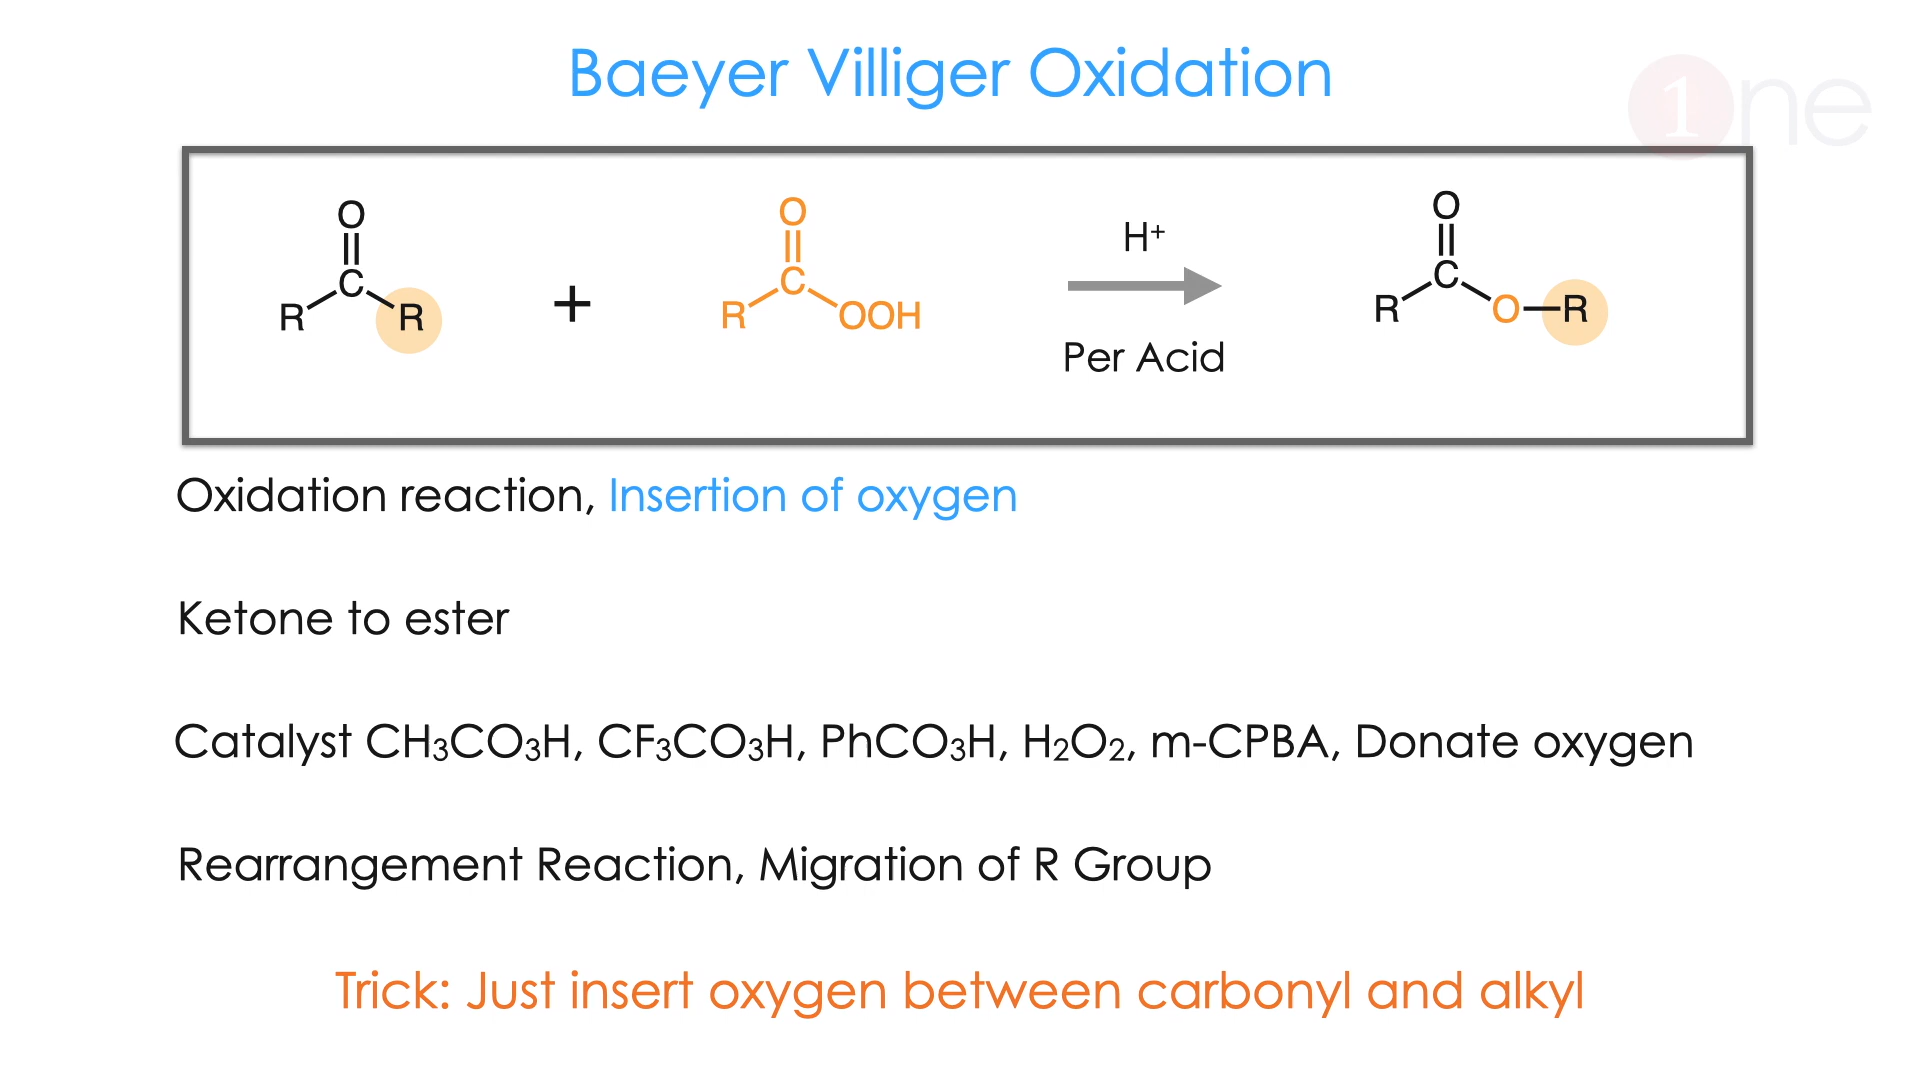 Baeyer Villiger Oxidation
1ne
O
C
R R
+
O
C
R OOH
H⁺
Per Acid
O
C
R O R
Oxidation reaction, Insertion of oxygen
Ketone to ester
Catalyst CH₃CO₃H, CF₃CO₃H, PhCO₃H, H₂O₂, m-CPBA, Donate oxygen
Rearrangement Reaction, Migration of R Group
Trick: Just insert oxygen between carbonyl and alkyl